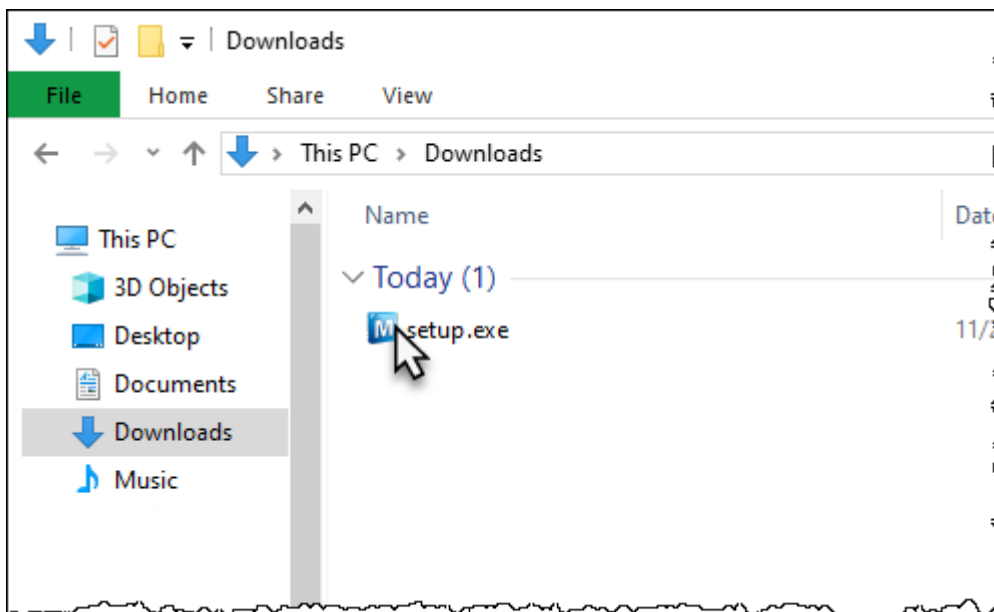 Downloads
File Home Share View
This PC > Downloads
Name
This PC
Today (1)
3D Objects
M setup.exe 11/
Desktop
Documents
Downloads
Music